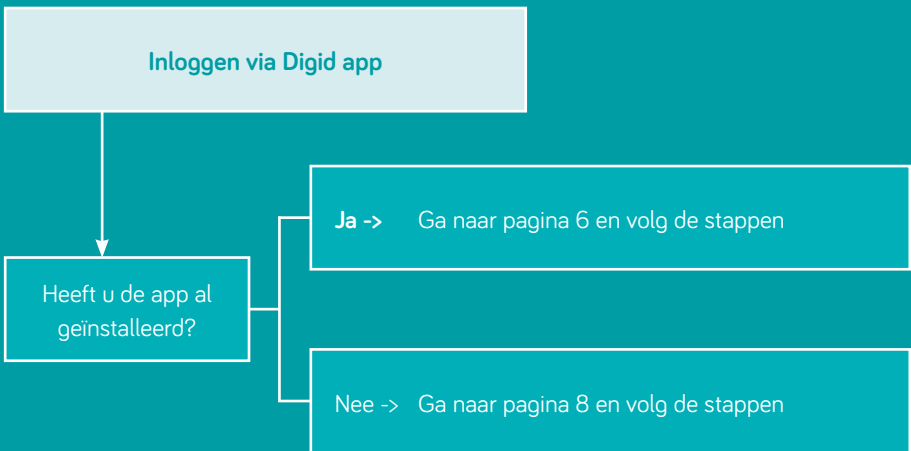 Inloggen via Digid app
Ja -> Ga naar pagina 6 en volg de stappen
Heeft u de app al
geïnstalleerd?
Nee -> Ga naar pagina 8 en volg de stappen